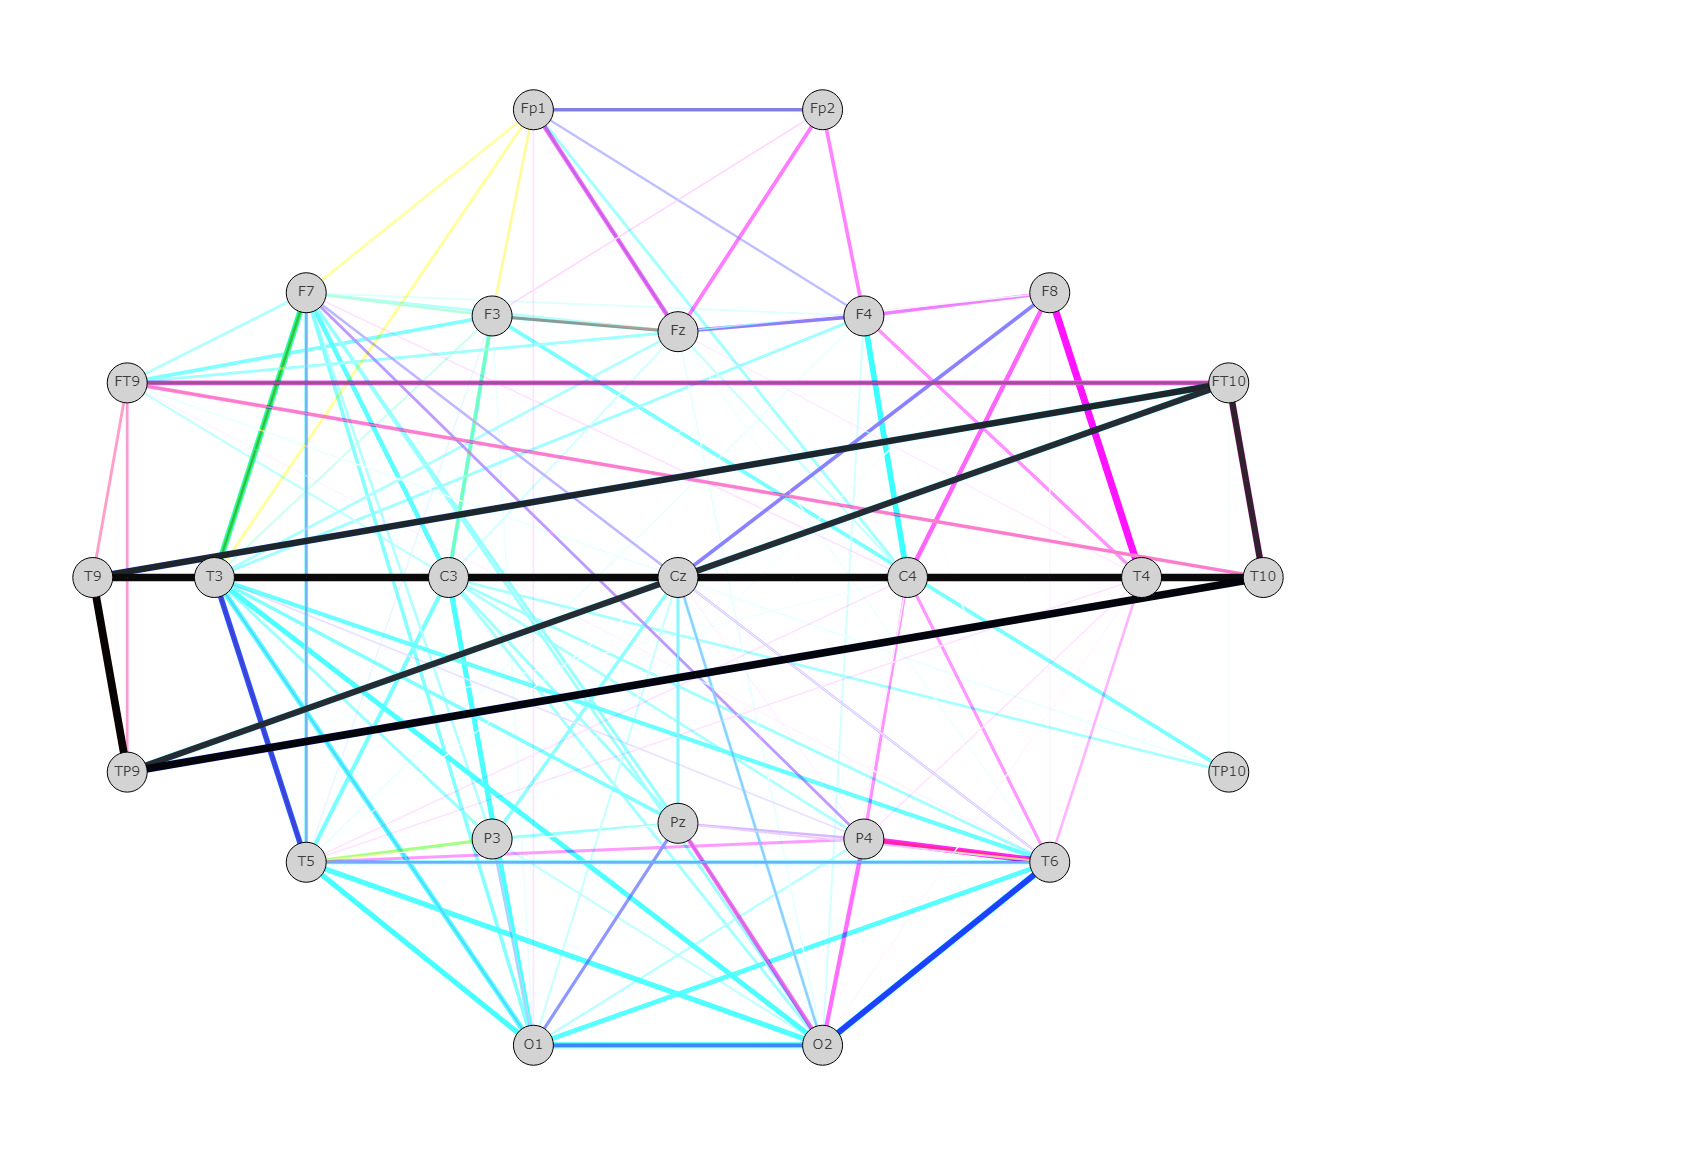 Fp1 Fp2
F7 F3 Fz F4 F8
FT9 FT10
T9 T3 C3 Cz C4 T4 T10
TP9 TP10
T5 P3 Pz P4 T6
O1 O2